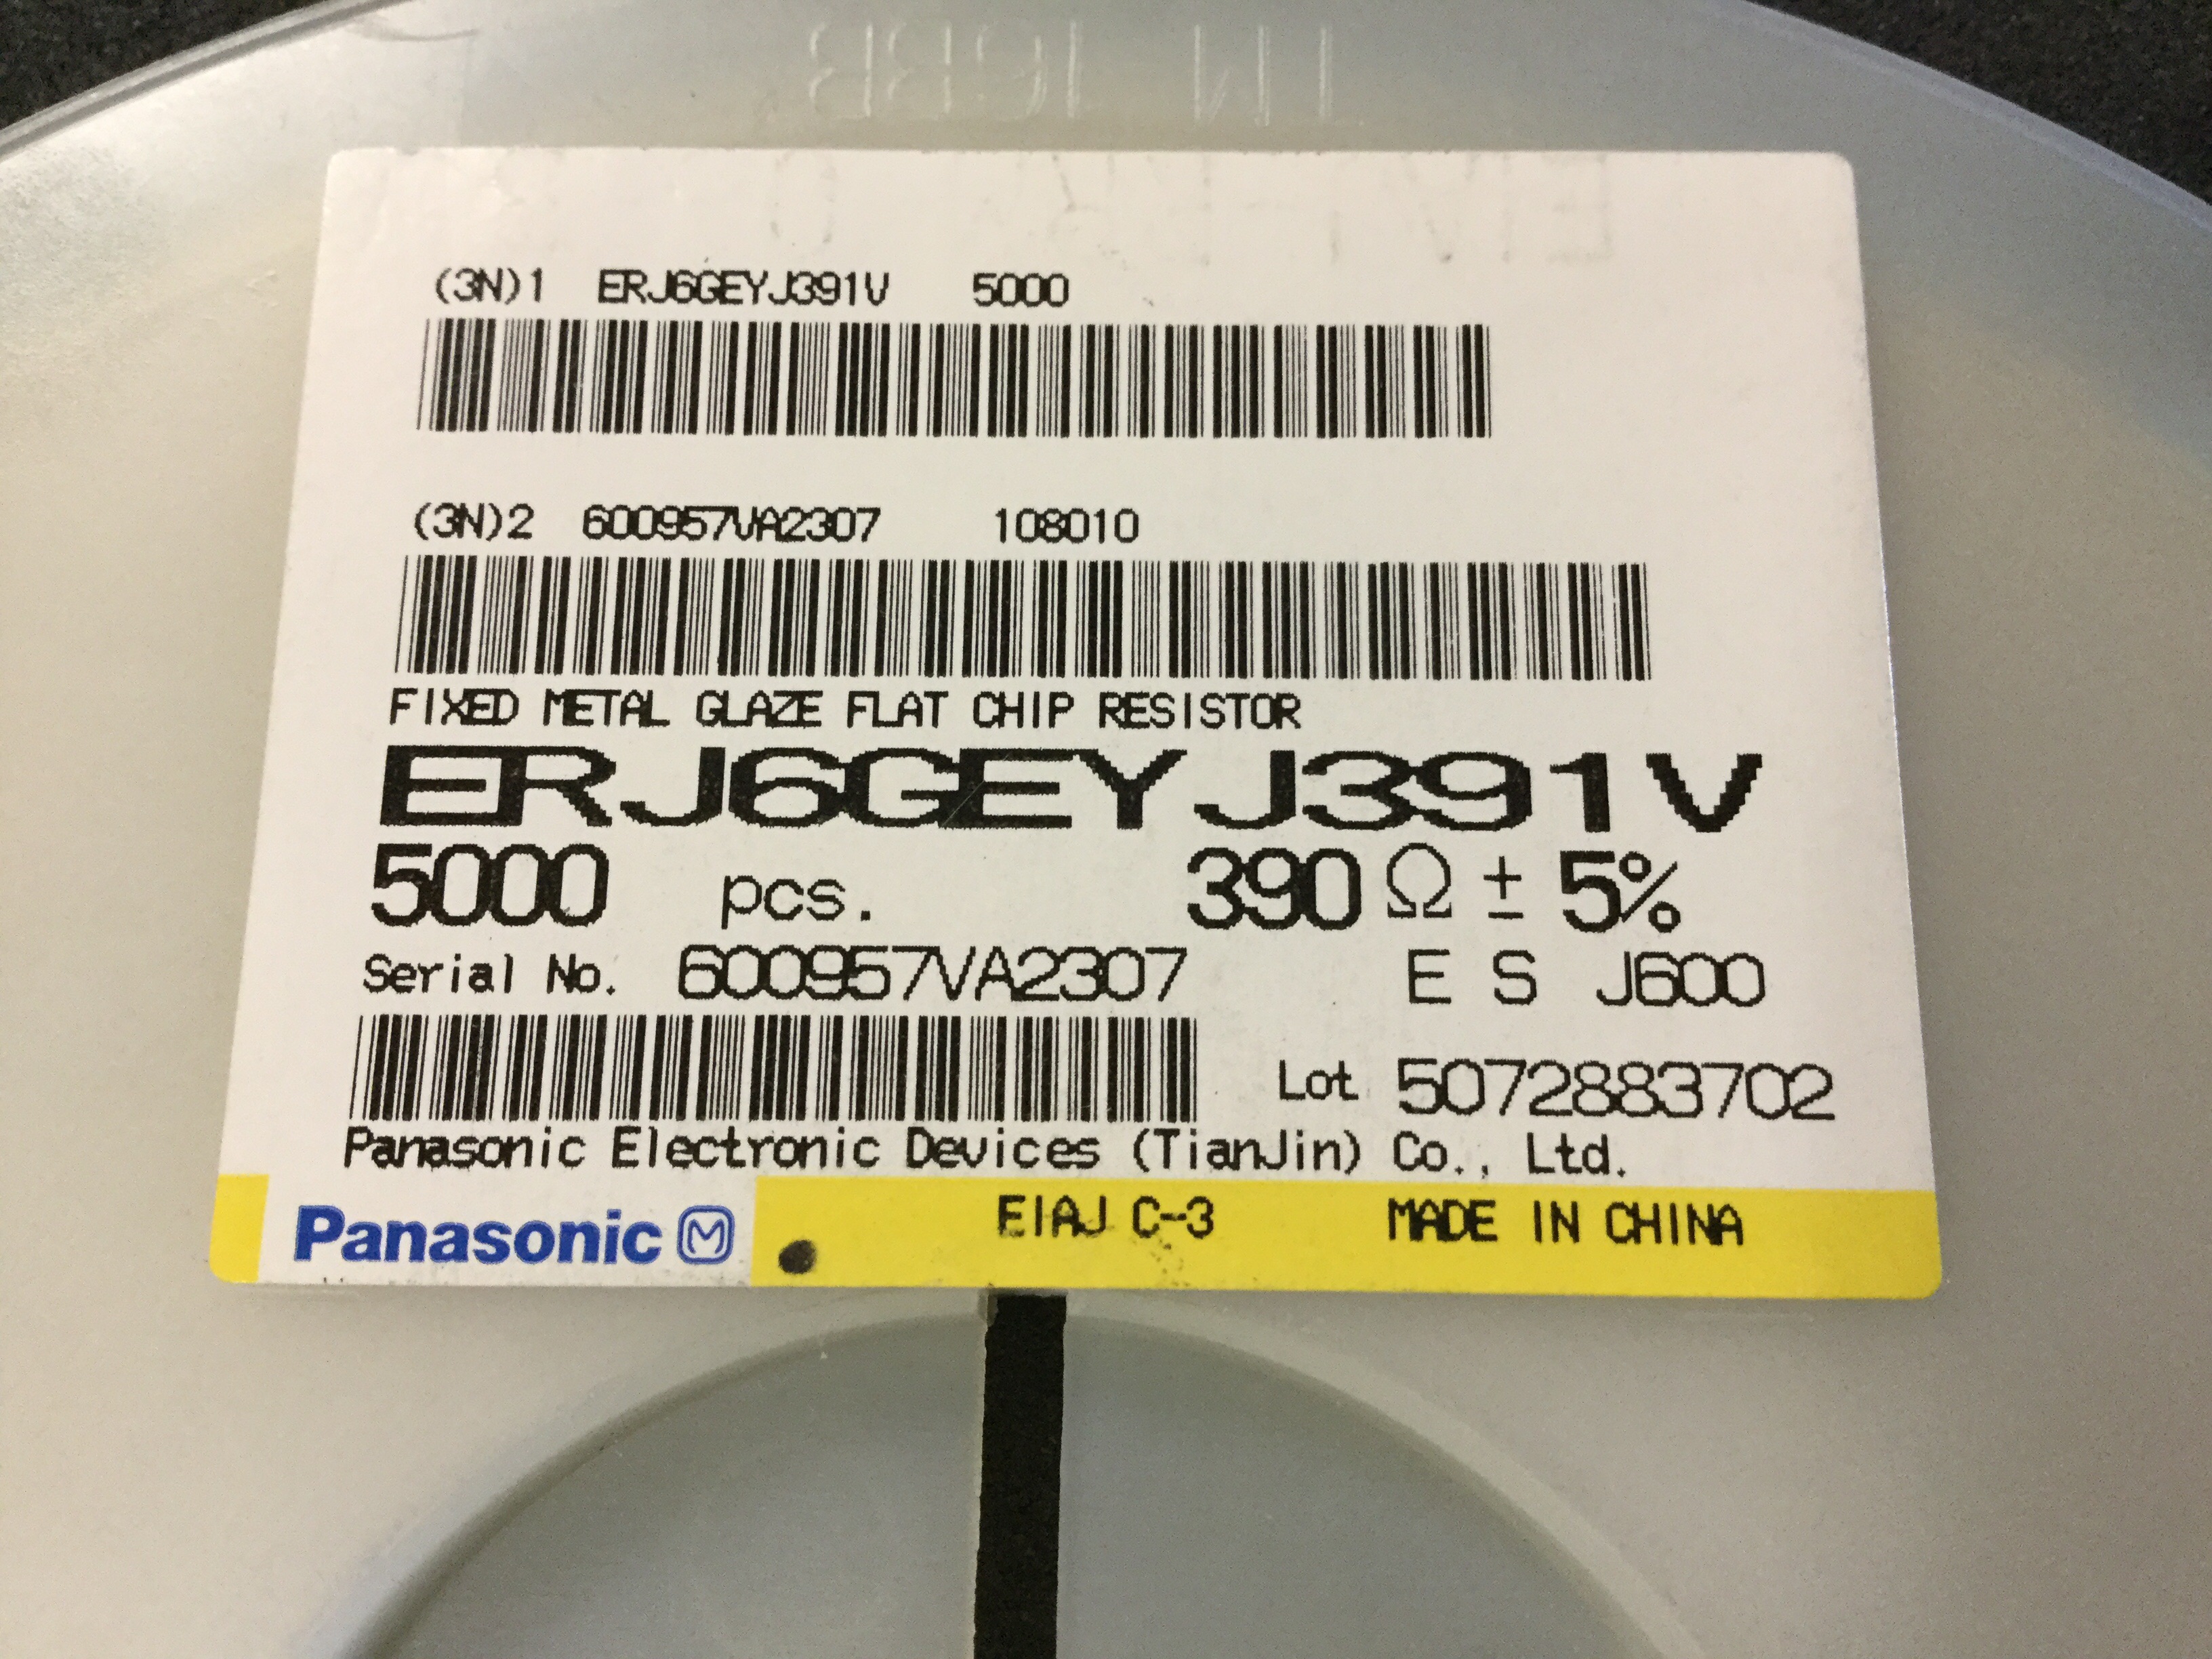 (3N)1 ERJ6GEYJ391V 5000
(3N)2 600957VA2307 108010
FIXED METAL GLAZE FLAT CHIP RESISTOR
ERJ6GEYJ391V
5000 pcs. 390 Ω ± 5%
Serial No. 600957VA2307 E S J600
Lot 5072883702
Panasonic Electronic Devices (TianJin) Co., Ltd.
Panasonic M EIAJ C-3 MADE IN CHINA